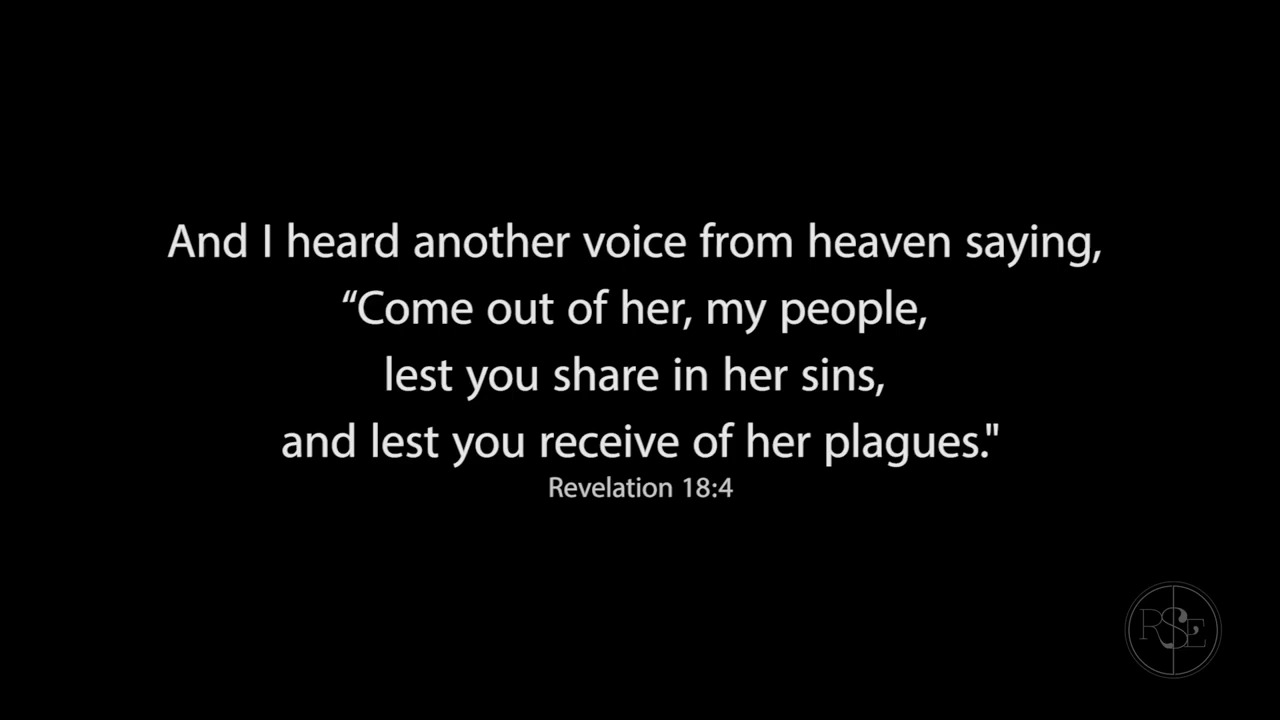 And I heard another voice from heaven saying,
“Come out of her, my people,
lest you share in her sins,
and lest you receive of her plagues."
Revelation 18:4
RSE